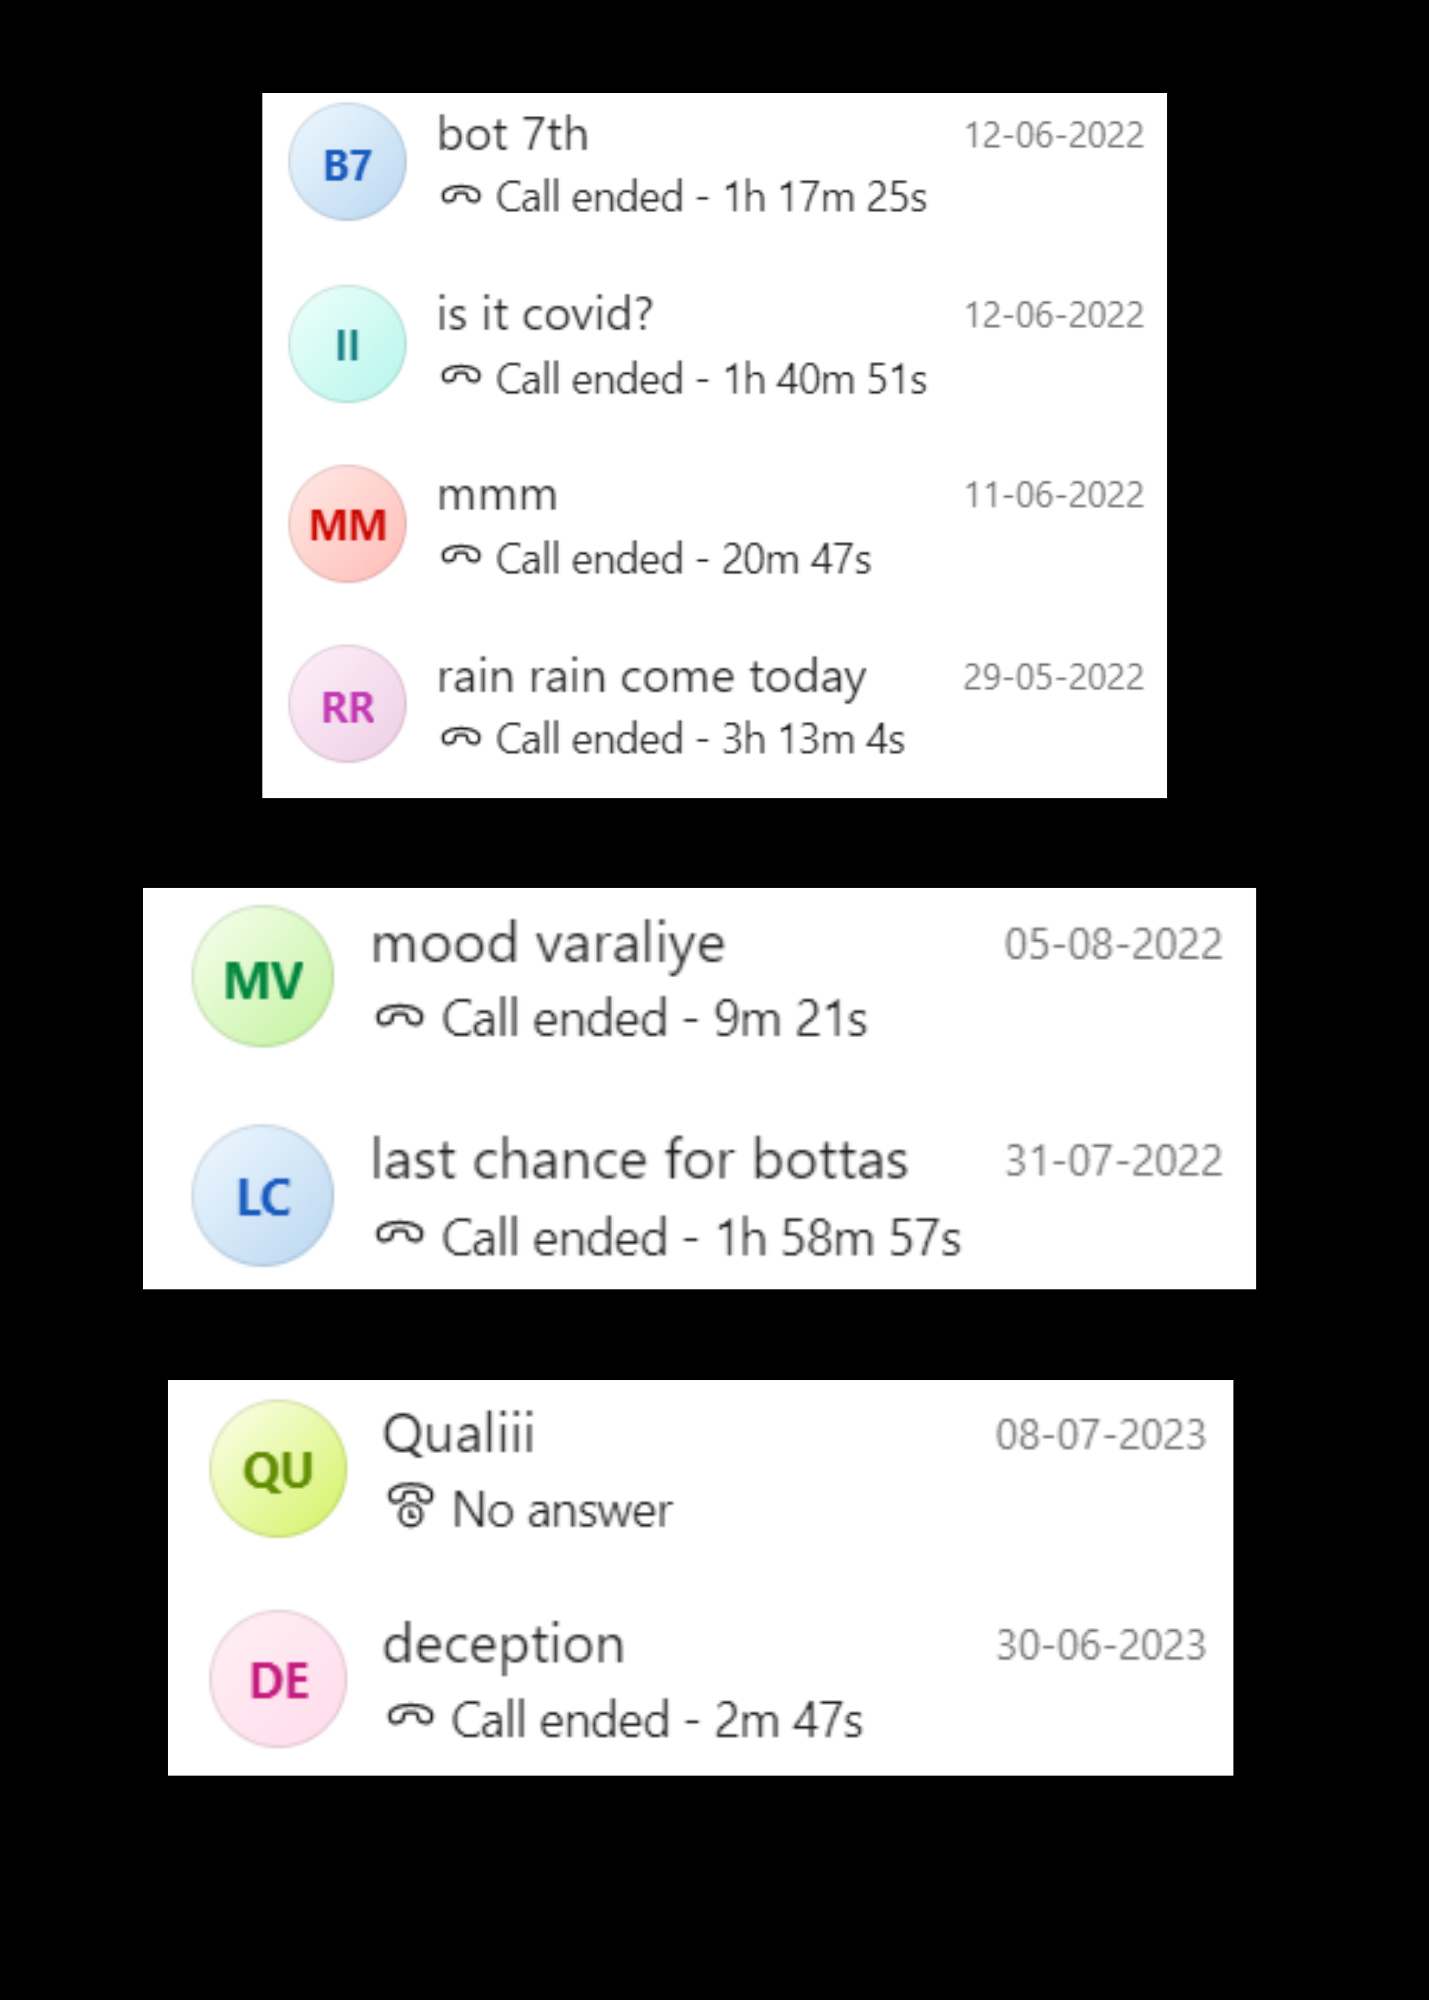 B7
bot 7th
12-06-2022
Call ended - 1h 17m 25s
II
is it covid?
12-06-2022
Call ended - 1h 40m 51s
MM
mmm
11-06-2022
Call ended - 20m 47s
RR
rain rain come today
29-05-2022
Call ended - 3h 13m 4s
MV
mood varaliye
05-08-2022
Call ended - 9m 21s
LC
last chance for bottas
31-07-2022
Call ended - 1h 58m 57s
QU
Qualiii
08-07-2023
No answer
DE
deception
30-06-2023
Call ended - 2m 47s